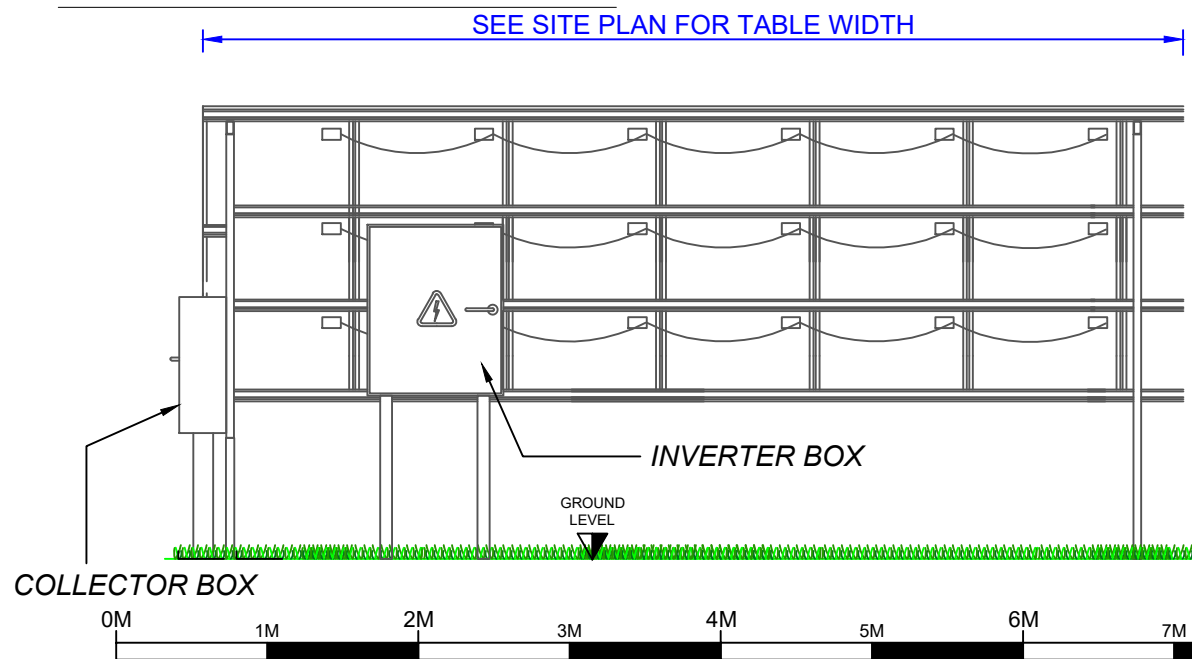 SEE SITE PLAN FOR TABLE WIDTH
INVERTER BOX
GROUND
LEVEL
COLLECTOR BOX
0M 1M 2M 3M 4M 5M 6M 7M